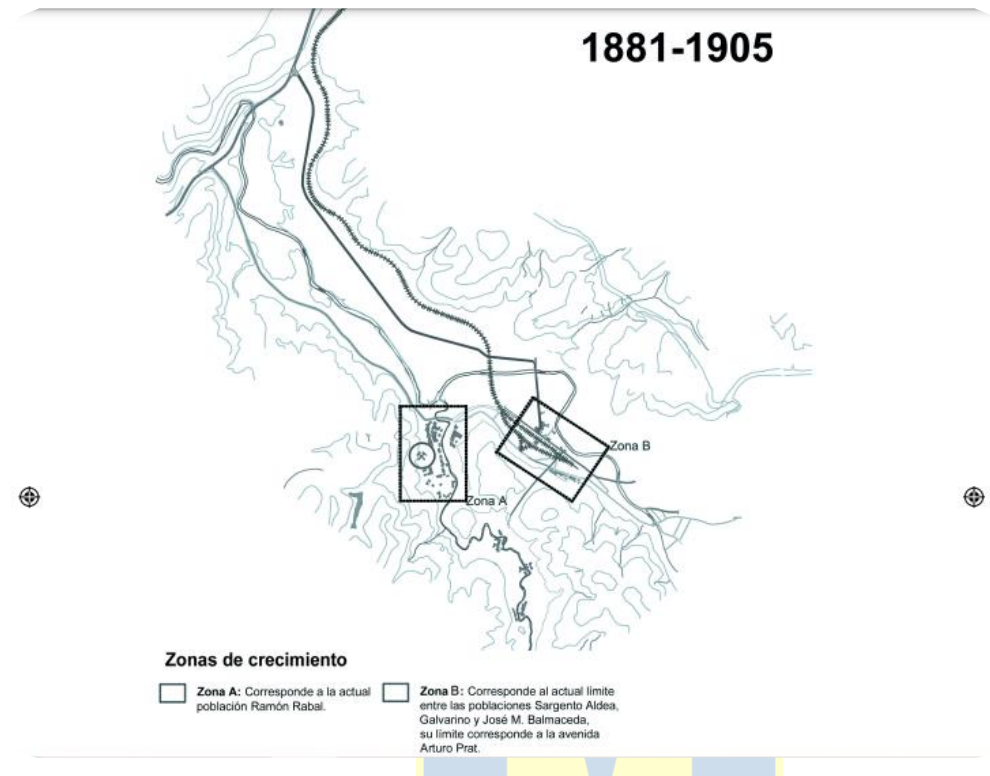 1881-1905
Zona B
Zona A
Zonas de crecimiento
Zona A: Corresponde a la actual
población Ramón Rabal.
Zona B: Corresponde al actual límite
entre las poblaciones Sargento Aldea,
Galvarino y José M. Balmaceda,
su límite corresponde a la avenida
Arturo Prat.